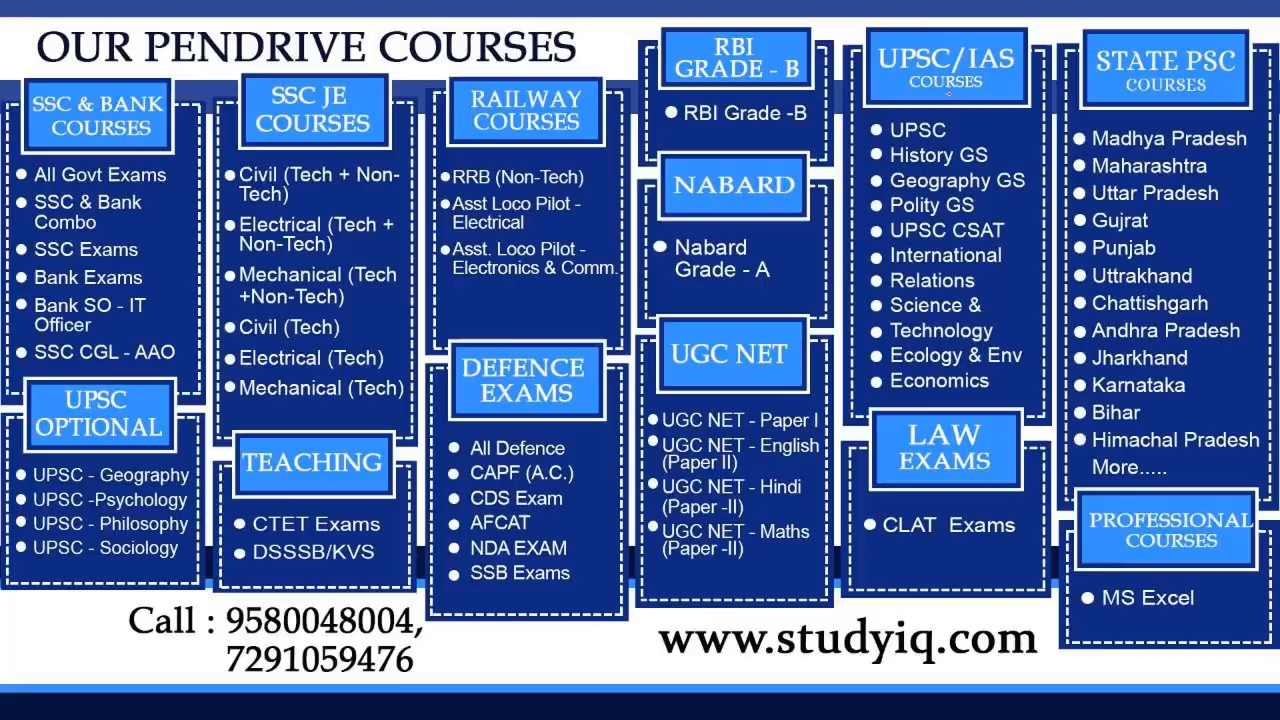 OUR PENDRIVE COURSES
SSC & BANK
COURSES
All Govt Exams
SSC & Bank
Combo
SSC Exams
Bank Exams
Bank SO - IT
Officer
SSC CGL - AAO
UPSC
OPTIONAL
UPSC - Geography
UPSC -Psychology
UPSC - Philosophy
UPSC - Sociology
SSC JE
COURSES
Civil (Tech + Non-
Tech)
Electrical (Tech +
Non-Tech)
Mechanical (Tech
+Non-Tech)
Civil (Tech)
Electrical (Tech)
Mechanical (Tech)
TEACHING
CTET Exams
DSSSB/KVS
RAILWAY
COURSES
RRB (Non-Tech)
Asst Loco Pilot -
Electrical
Asst. Loco Pilot -
Electronics & Comm.
DEFENCE
EXAMS
All Defence
CAPF (A.C.)
CDS Exam
AFCAT
NDA EXAM
SSB Exams
RBI
GRADE - B
RBI Grade -B
NABARD
Nabard
Grade - A
UGC NET
UGC NET - Paper I
UGC NET - English
(Paper II)
UGC NET - Hindi
(Paper -II)
UGC NET - Maths
(Paper -II)
UPSC/IAS
COURSES
UPSC
History GS
Geography GS
Polity GS
UPSC CSAT
International
Relations
Science &
Technology
Ecology & Env
Economics
LAW
EXAMS
CLAT Exams
STATE PSC
COURSES
Madhya Pradesh
Maharashtra
Uttar Pradesh
Gujrat
Punjab
Uttrakhand
Chattishgarh
Andhra Pradesh
Jharkhand
Karnataka
Bihar
Himachal Pradesh
More.....
PROFESSIONAL
COURSES
MS Excel
Call : 9580048004,
7291059476
www.studyiq.com